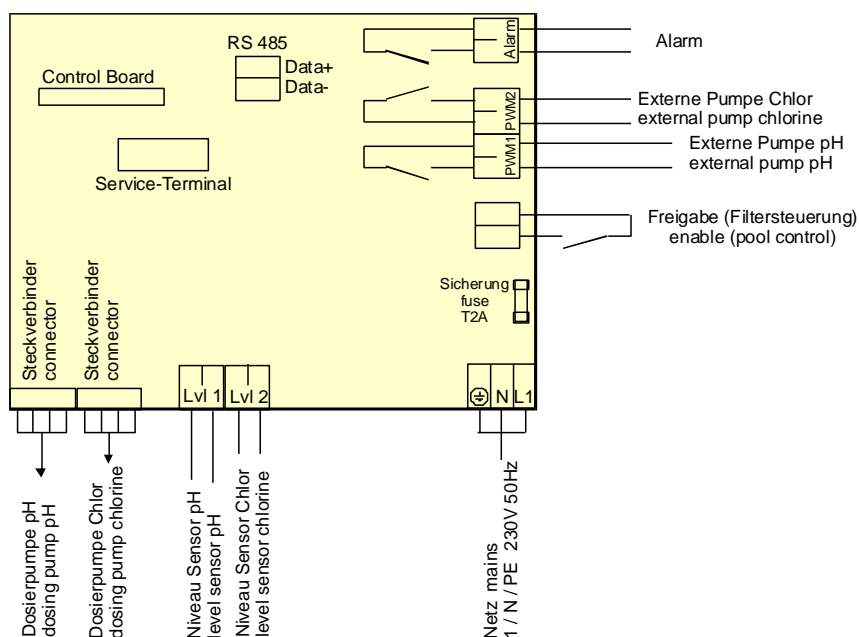 RS 485
Data+
Data-
Control Board
Service-Terminal
Alarm
Alarm
PWM2
Externe Pumpe Chlor
external pump chlorine
PWM1
Externe Pumpe pH
external pump pH
Freigabe (Filtersteuerung)
enable (pool control)
Sicherung
fuse
T2A
Steckverbinder
connector
Steckverbinder
connector
Lvl 1
Lvl 2
N
L1
Dosierpumpe pH
dosing pump pH
Dosierpumpe Chlor
dosing pump chlorine
Niveau Sensor pH
level sensor pH
Niveau Sensor Chlor
level sensor chlorine
Netz mains
1 / N / PE 230V 50Hz